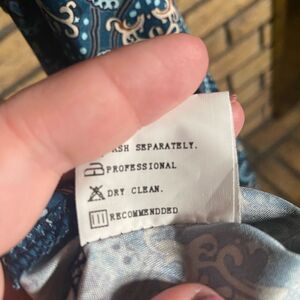 ASH SEPARATELY.
PROFESSIONAL
DRY CLEAN.
RECOMMENDDED